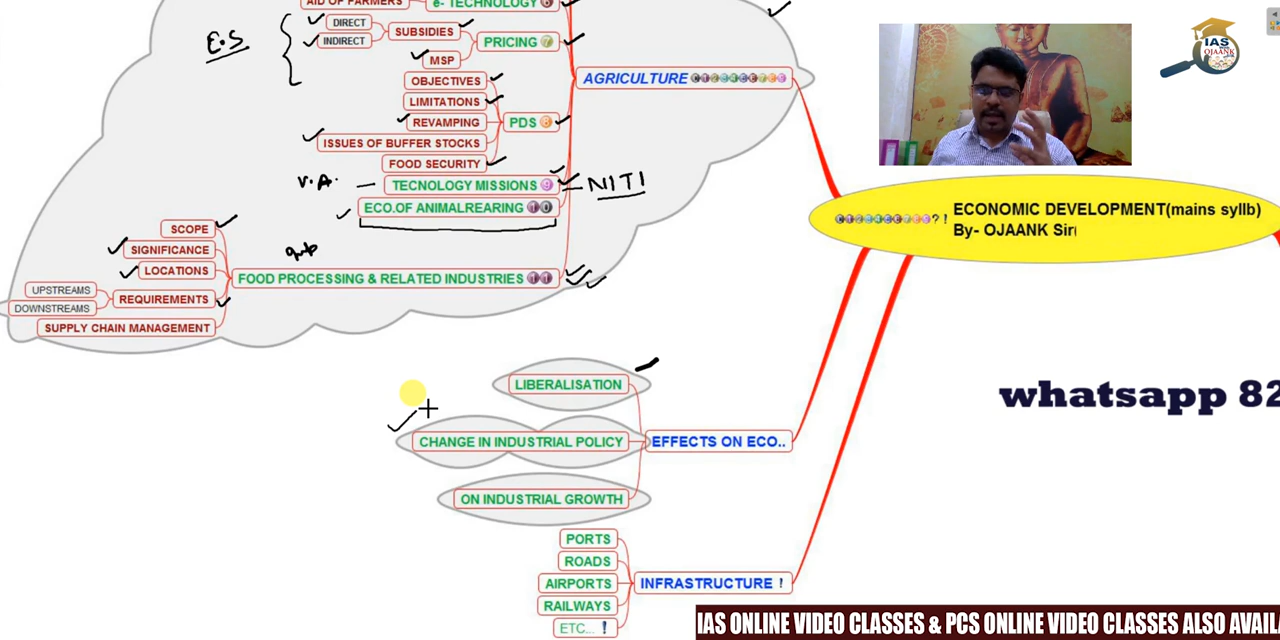 AID OF FARMERS
e- TECHNOLOGY
DIRECT
INDIRECT
SUBSIDIES
PRICING
MSP
E.S
AGRICULTURE
OBJECTIVES
LIMITATIONS
REVAMPING
PDS
ISSUES OF BUFFER STOCKS
FOOD SECURITY
V.A.
TECNOLOGY MISSIONS
NITI
ECO.OF ANIMALREARING
SCOPE
SIGNIFICANCE
LOCATIONS
FOOD PROCESSING & RELATED INDUSTRIES
UPSTREAMS
DOWNSTREAMS
REQUIREMENTS
SUPPLY CHAIN MANAGEMENT
IAS
OJAANK
ECONOMIC DEVELOPMENT(mains syllb)
By- OJAANK Sir
LIBERALISATION
CHANGE IN INDUSTRIAL POLICY
EFFECTS ON ECO..
ON INDUSTRIAL GROWTH
whatsapp 82
PORTS
ROADS
AIRPORTS
INFRASTRUCTURE !
RAILWAYS
ETC... !
IAS ONLINE VIDEO CLASSES & PCS ONLINE VIDEO CLASSES ALSO AVAIL